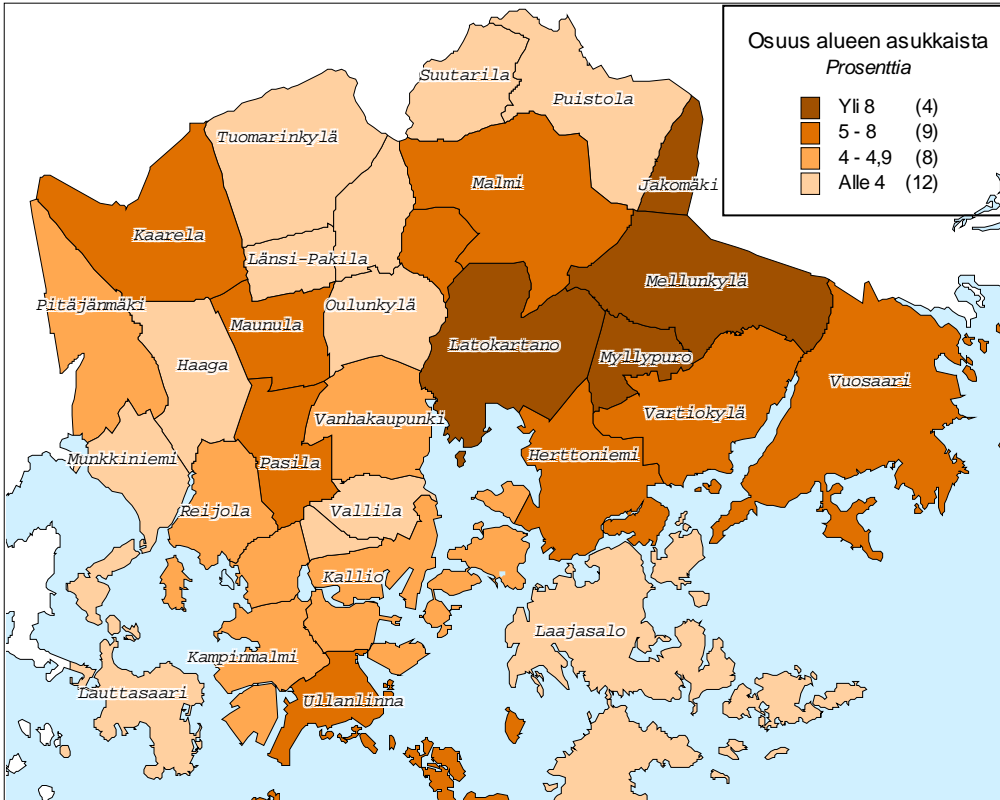 Osuus alueen asukkaista
Prosenttia
Yli 8 (4)
5 - 8 (9)
4 - 4,9 (8)
Alle 4 (12)
Suutarila
Puistola
Tuomarinkylä
Malmi
Jakomäki
Kaarela
Länsi-Pakila
Mellunkylä
Pitäjänmäki
Oulunkylä
Maunula
Latokartano
Myllypuro
Haaga
Vuosaari
Vanhakaupunki
Vartiokylä
Munkkiniemi
Pasila
Herttoniemi
Reijola
Vallila
Kallio
Laajasalo
Kampinmalmi
Lauttasaari
Ullanlinna